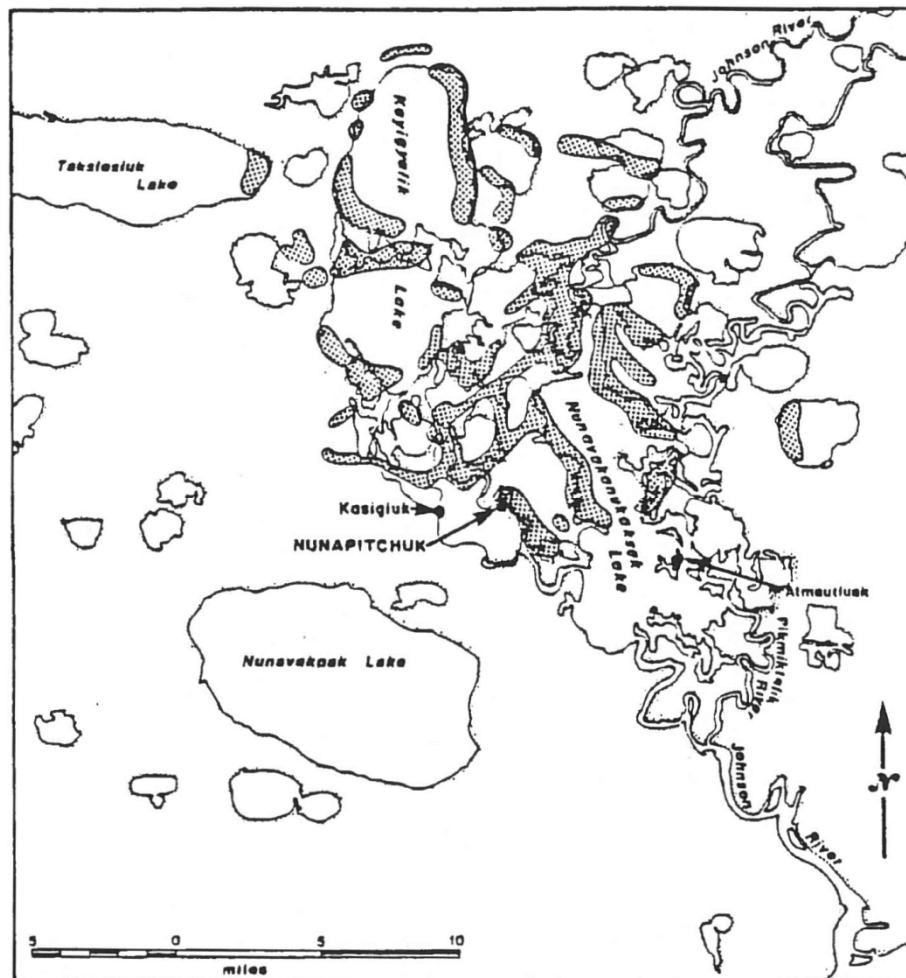 Johnson River
Kayigyalik
Lake
Takslesluk
Lake
Nunavakanukakslak
Lake
Kasigluk
NUNAPITCHUK
Atmautluak
Nunavakpak Lake
Pikmiktalik
River
Johnson
River
N
5 0 5 10
miles